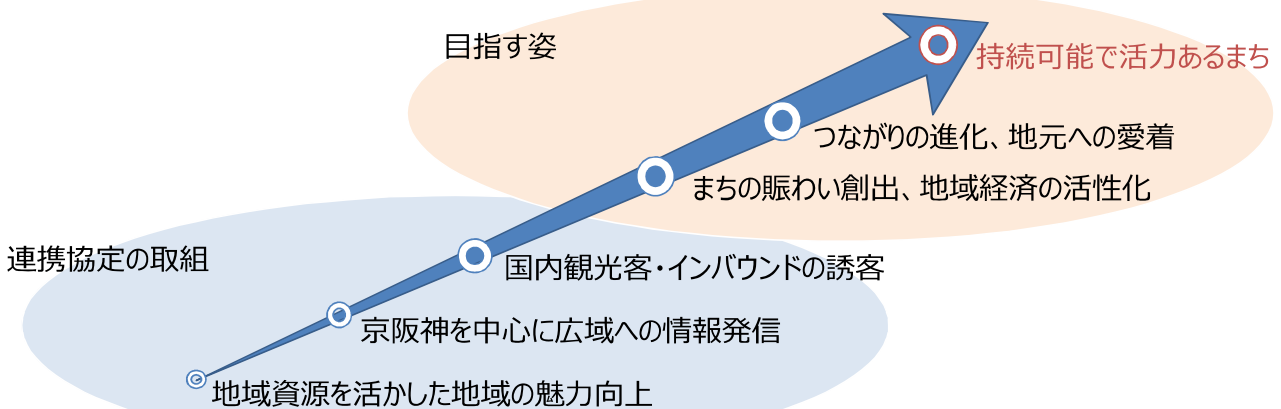 目指す姿
持続可能で活力あるまち
つながりの進化、地元への愛着
まちの賑わい創出、地域経済の活性化
連携協定の取組
国内観光客・インバウンドの誘客
京阪神を中心に広域への情報発信
地域資源を活かした地域の魅力向上